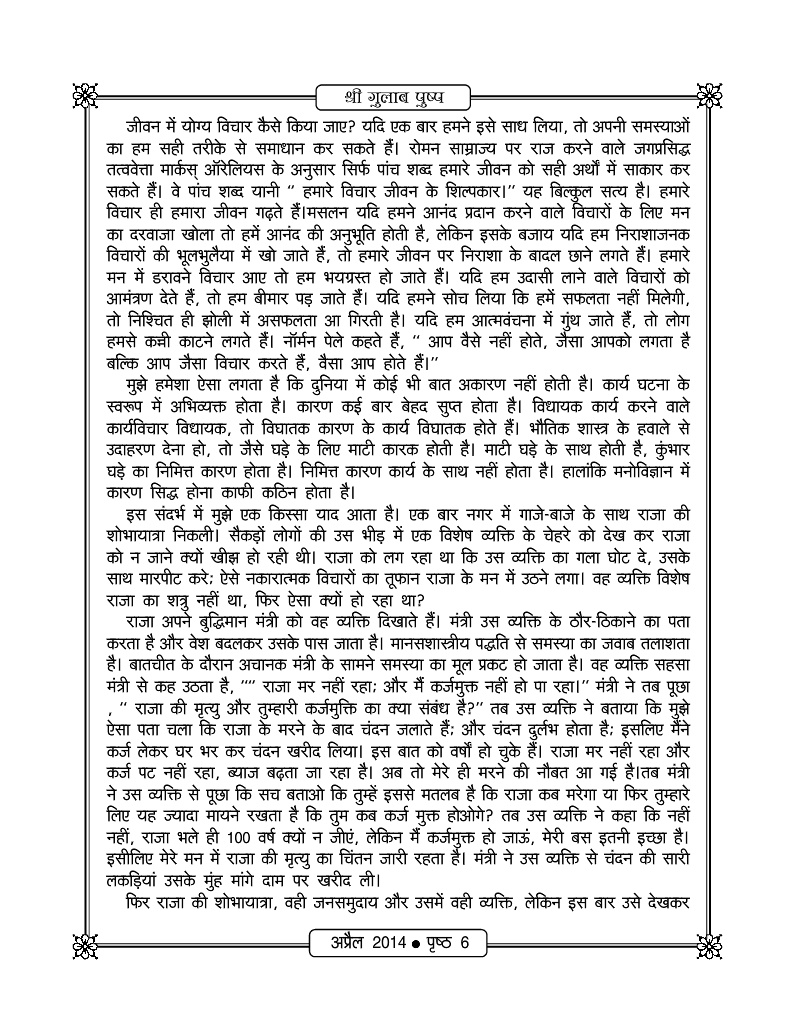 श्री गुलाब पुष्प
जीवन में योग्य विचार कैसे किया जाए? यदि एक बार हमने इसे साध लिया, तो अपनी समस्याओं
का हम सही तरीके से समाधान कर सकते हैं। रोमन साम्राज्य पर राज करने वाले जगप्रसिद्ध
तत्ववेत्ता मार्कस् ऑरेलियस के अनुसार सिर्फ पांच शब्द हमारे जीवन को सही अर्थों में साकार कर
सकते हैं। वे पांच शब्द यानी “ हमारे विचार जीवन के शिल्पकार।” यह बिल्कुल सत्य है। हमारे
विचार ही हमारा जीवन गढ़ते हैं।मसलन यदि हमने आनंद प्रदान करने वाले विचारों के लिए मन
का दरवाजा खोला तो हमें आनंद की अनुभूति होती है, लेकिन इसके बजाय यदि हम निराशाजनक
विचारों की भूलभुलैया में खो जाते हैं, तो हमारे जीवन पर निराशा के बादल छाने लगते हैं। हमारे
मन में डरावने विचार आए तो हम भयग्रस्त हो जाते हैं। यदि हम उदासी लाने वाले विचारों को
आमंत्रण देते हैं, तो हम बीमार पड़ जाते हैं। यदि हमने सोच लिया कि हमें सफलता नहीं मिलेगी,
तो निश्चित ही झोली में असफलता आ गिरती है। यदि हम आत्मवंचना में गुंथ जाते हैं, तो लोग
हमसे कन्नी काटने लगते हैं। नॉर्मन पेले कहते हैं, “ आप वैसे नहीं होते, जैसा आपको लगता है
बल्कि आप जैसा विचार करते हैं, वैसा आप होते हैं।”
मुझे हमेशा ऐसा लगता है कि दुनिया में कोई भी बात अकारण नहीं होती है। कार्य घटना के
स्वरूप में अभिव्यक्त होता है। कारण कई बार बेहद सुप्त होता है। विधायक कार्य करने वाले
कार्यविचार विधायक, तो विघातक कारण के कार्य विघातक होते हैं। भौतिक शास्त्र के हवाले से
उदाहरण देना हो, तो जैसे घड़े के लिए माटी कारक होती है। माटी घड़े के साथ होती है, कुंभार
घड़े का निमित्त कारण होता है। निमित्त कारण कार्य के साथ नहीं होता है। हालांकि मनोविज्ञान में
कारण सिद्ध होना काफी कठिन होता है।
इस संदर्भ में मुझे एक किस्सा याद आता है। एक बार नगर में गाजे-बाजे के साथ राजा की
शोभायात्रा निकली। सैकड़ों लोगों की उस भीड़ में एक विशेष व्यक्ति के चेहरे को देख कर राजा
को न जाने क्यों खीझ हो रही थी। राजा को लग रहा था कि उस व्यक्ति का गला घोट दे, उसके
साथ मारपीट करे; ऐसे नकारात्मक विचारों का तूफान राजा के मन में उठने लगा। वह व्यक्ति विशेष
राजा का शत्रु नहीं था, फिर ऐसा क्यों हो रहा था?
राजा अपने बुद्धिमान मंत्री को वह व्यक्ति दिखाते हैं। मंत्री उस व्यक्ति के ठौर-ठिकाने का पता
करता है और वेश बदलकर उसके पास जाता है। मानसशास्त्रीय पद्धति से समस्या का जवाब तलाशता
है। बातचीत के दौरान अचानक मंत्री के सामने समस्या का मूल प्रकट हो जाता है। वह व्यक्ति सहसा
मंत्री से कह उठता है, ““ राजा मर नहीं रहा; और मैं कर्जमुक्त नहीं हो पा रहा।” मंत्री ने तब पूछा
, “ राजा की मृत्यु और तुम्हारी कर्जमुक्ति का क्या संबंध है?” तब उस व्यक्ति ने बताया कि मुझे
ऐसा पता चला कि राजा के मरने के बाद चंदन जलाते हैं; और चंदन दुर्लभ होता है; इसलिए मैंने
कर्ज लेकर घर भर कर चंदन खरीद लिया। इस बात को वर्षों हो चुके हैं। राजा मर नहीं रहा और
कर्ज पट नहीं रहा, ब्याज बढ़ता जा रहा है। अब तो मेरे ही मरने की नौबत आ गई है।तब मंत्री
ने उस व्यक्ति से पूछा कि सच बताओ कि तुम्हें इससे मतलब है कि राजा कब मरेगा या फिर तुम्हारे
लिए यह ज्यादा मायने रखता है कि तुम कब कर्ज मुक्त होओगे? तब उस व्यक्ति ने कहा कि नहीं
नहीं, राजा भले ही 100 वर्ष क्यों न जीएं, लेकिन मैं कर्जमुक्त हो जाऊं, मेरी बस इतनी इच्छा है।
इसीलिए मेरे मन में राजा की मृत्यु का चिंतन जारी रहता है। मंत्री ने उस व्यक्ति से चंदन की सारी
लकड़ियां उसके मुंह मांगे दाम पर खरीद ली।
फिर राजा की शोभायात्रा, वही जनसमुदाय और उसमें वही व्यक्ति, लेकिन इस बार उसे देखकर
अप्रैल 2014 ● पृष्ठ 6